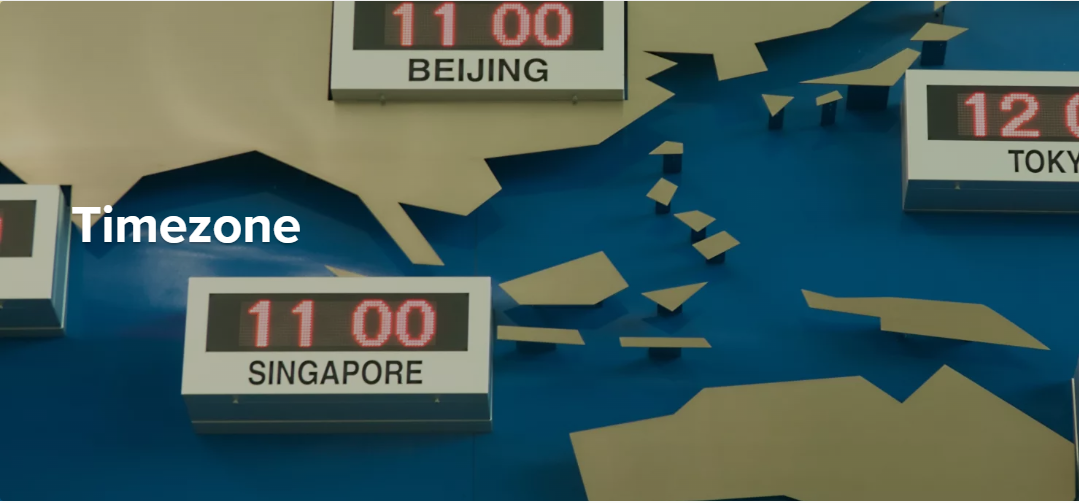 11 00
BEIJING
12 0
TOKY
Timezone
11 00
SINGAPORE